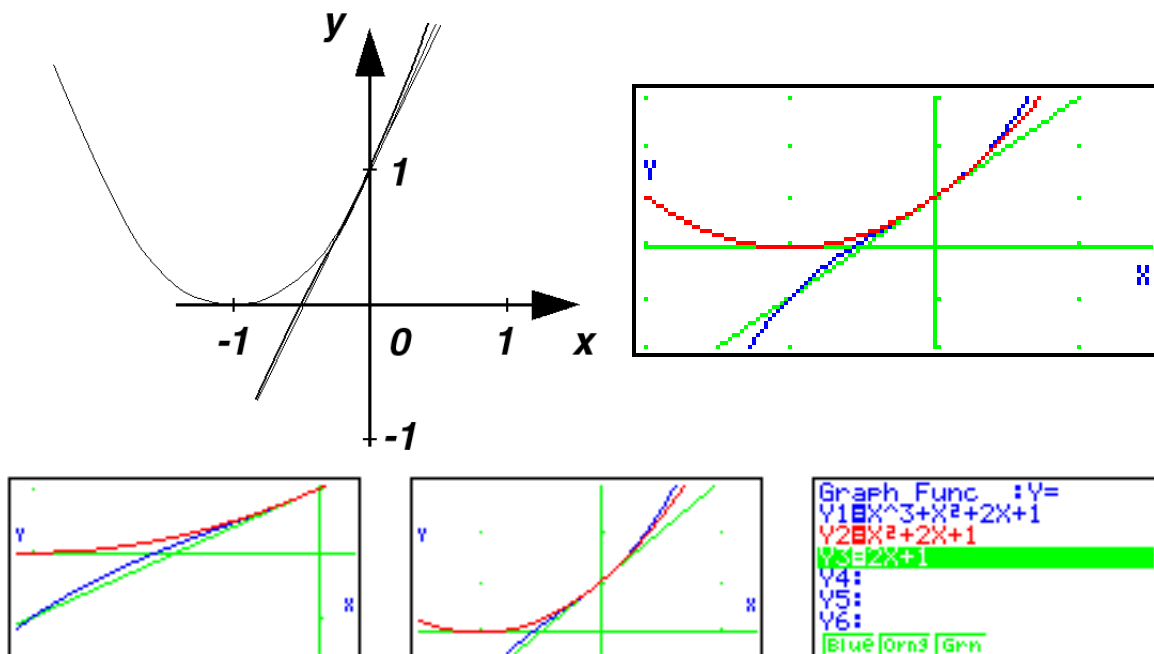 y
1
-1
0
1
x
-1
Y
X
Y
X
Y
X
Graph Func :Y=
Y1=X^3+X²+2X+1
Y2=X²+2X+1
Y3=2X+1
Y4:
Y5:
Y6:
Blue Orng Grn